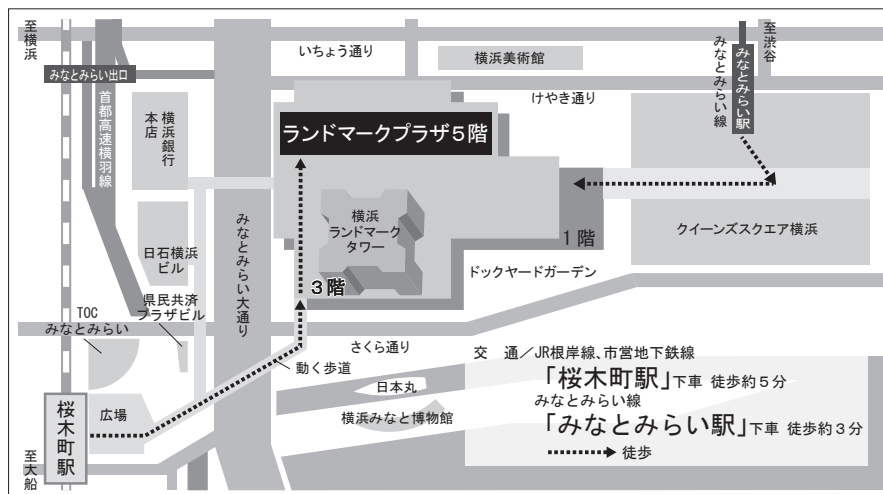 至横浜
いちょう通り
横浜美術館
至渋谷
みなとみらい線
みなとみらい駅
みなとみらい出口
けやき通り
首都高速横羽線
横浜銀行
本店
ランドマークプラザ5階
横浜
ランドマーク
タワー
1階
クイーンズスクエア横浜
日石横浜
ビル
みなとみらい大通り
ドックヤードガーデン
3階
県民共済
プラザビル
TOC
みなとみらい
さくら通り
動く歩道
広場
桜木町駅
至大船
日本丸
横浜みなと博物館
交 通/JR根岸線、市営地下鉄線
「桜木町駅」下車 徒歩約5分
みなとみらい線
「みなとみらい駅」下車 徒歩約3分
徒歩